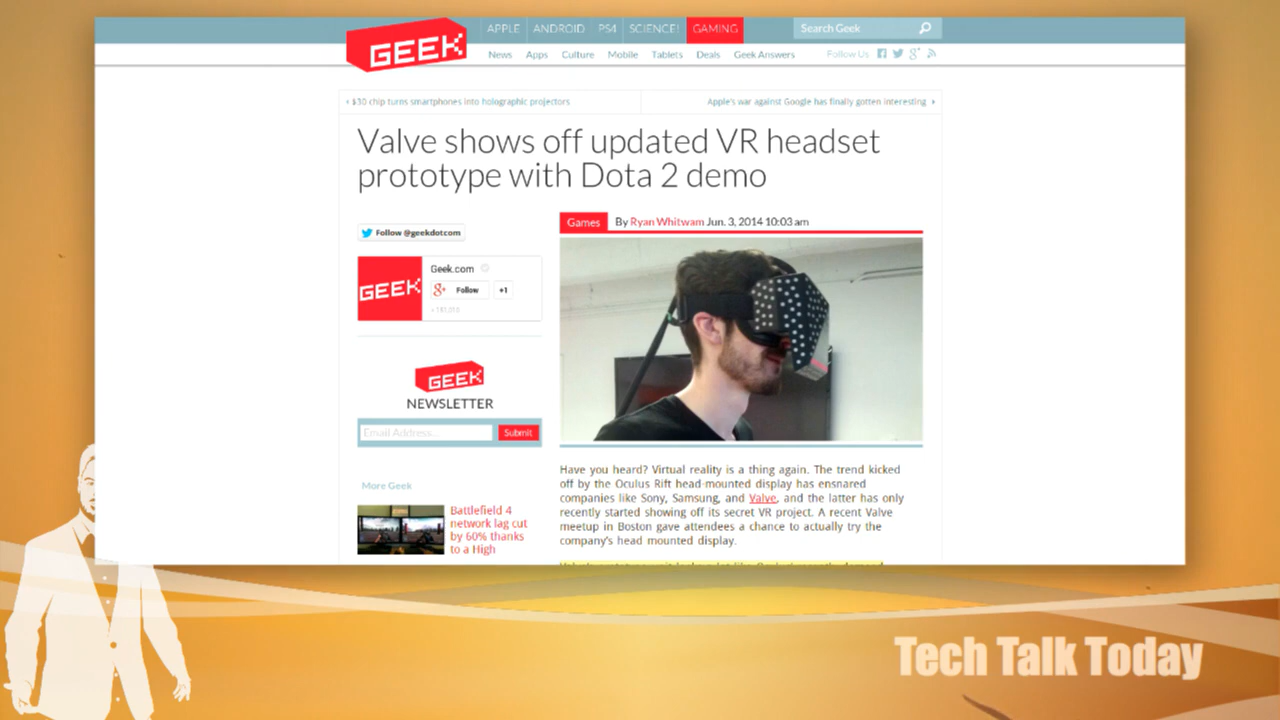 APPLE ANDROID PS4 SCIENCE! GAMING
Search Geek
GEEK
News Apps Culture Mobile Tablets Deals Geek Answers
Follow Us
$30 chip turns smartphones into holographic projectors
Apple's war against Google has finally gotten interesting
Valve shows off updated VR headset
prototype with Dota 2 demo
Follow @geekdotcom
GEEK
Geek.com
g+ Follow +1
GEEK
NEWSLETTER
Email Address...
Submit
More Geek
Battlefield 4
network lag cut
by 60% thanks
to a High
Games By Ryan Whitwam Jun. 3, 2014 10:03 am
Have you heard? Virtual reality is a thing again. The trend kicked
off by the Oculus Rift head-mounted display has ensnared
companies like Sony, Samsung, and Valve, and the latter has only
recently started showing off its secret VR project. A recent Valve
meetup in Boston gave attendees a chance to actually try the
company's head mounted display.
Tech Talk Today